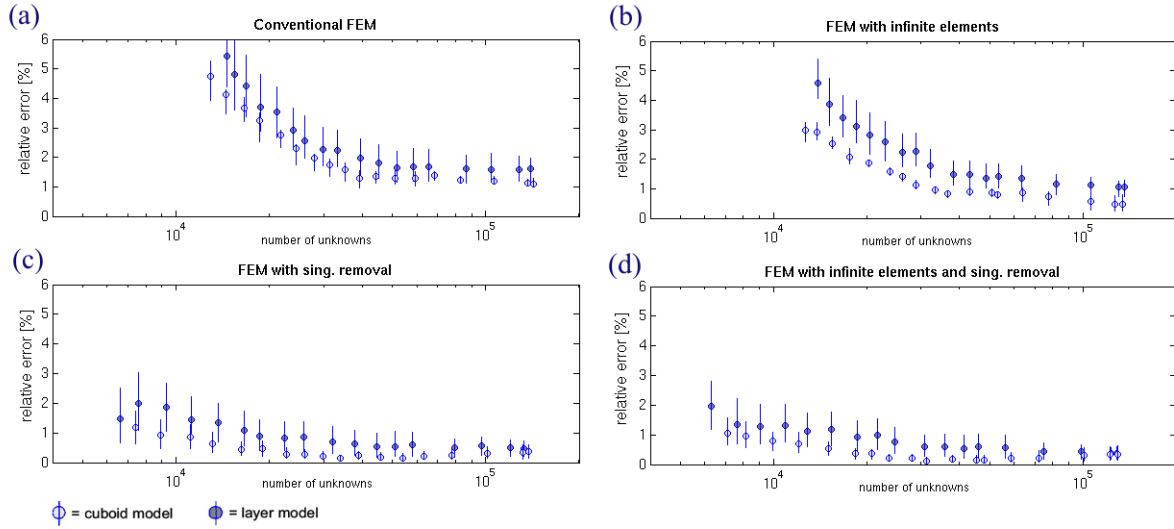 (a)
Conventional FEM
6
5
4
3
2
1
0
relative error [%]
10^4
10^5
number of unknowns
(b)
FEM with infinite elements
6
5
4
3
2
1
0
relative error [%]
10^4
10^5
number of unknowns
(c)
FEM with sing. removal
6
5
4
3
2
1
0
relative error [%]
10^4
10^5
number of unknowns
(d)
FEM with infinite elements and sing. removal
6
5
4
3
2
1
0
relative error [%]
10^4
10^5
number of unknowns
= cuboid model
= layer model